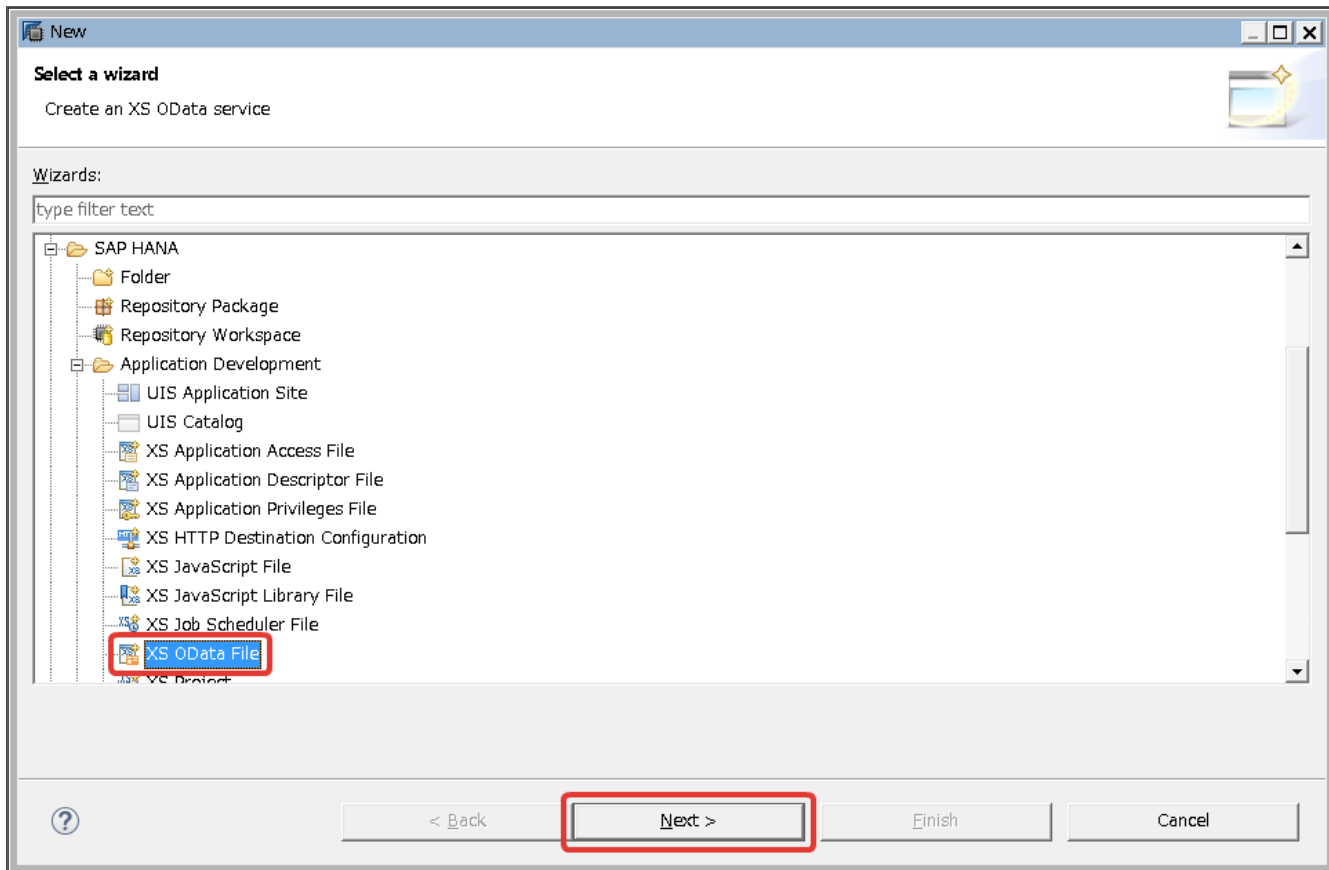 New
Select a wizard
Create an XS OData service
Wizards:
type filter text
SAP HANA
Folder
Repository Package
Repository Workspace
Application Development
UIS Application Site
UIS Catalog
XS Application Access File
XS Application Descriptor File
XS Application Privileges File
XS HTTP Destination Configuration
XS JavaScript File
XS JavaScript Library File
XS Job Scheduler File
XS OData File
XS Project
< Back
Next >
Finish
Cancel